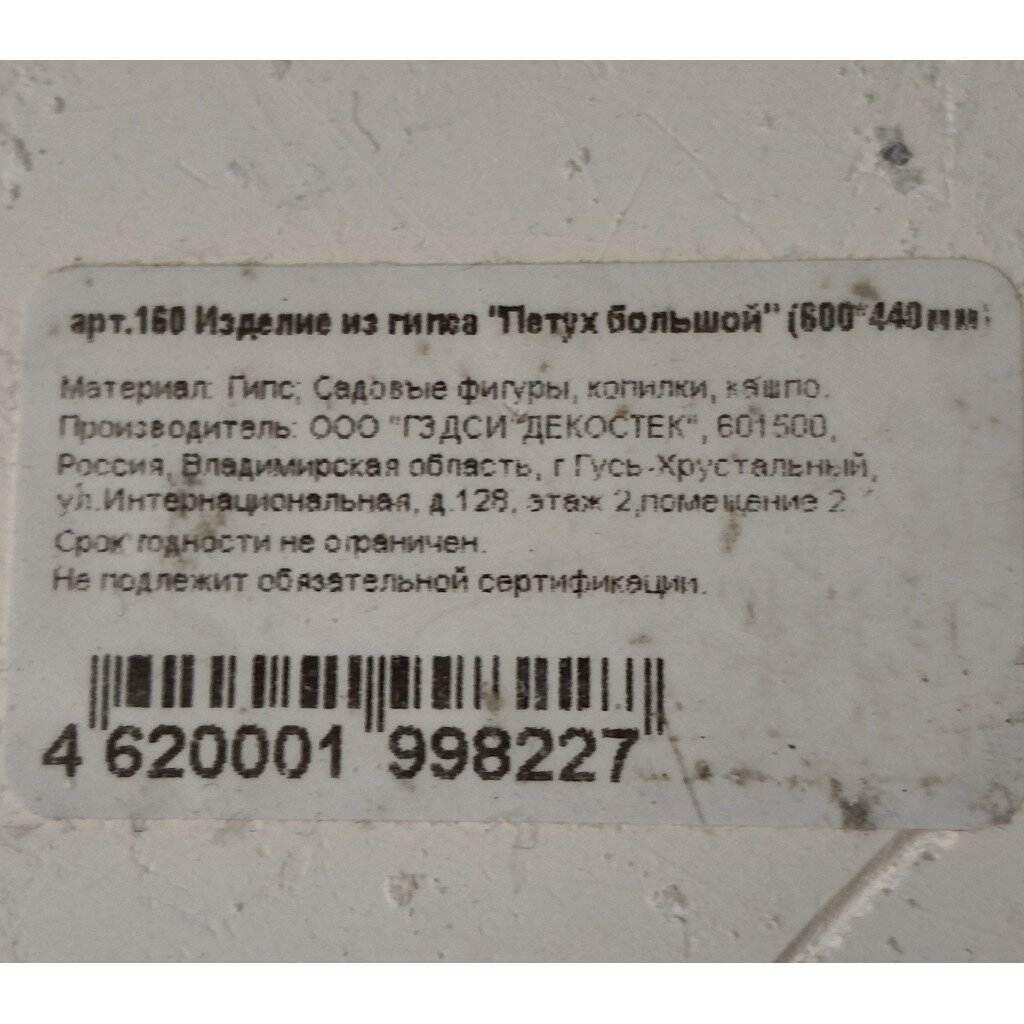 арт.160 Изделие из гипса "Петух большой" (600*440мм)
Материал: Гипс; Садовые фигуры, копилки, кашпо.
Производитель: ООО "ГЭДСИ ДЕКОСТЕК", 601500,
Россия, Владимирская область, г Гусь-Хрустальный,
ул.Интернациональная, д.128, этаж 2,помещение 2
Срок годности не ограничен.
Не подлежит обязательной сертификации.
4 620001 998227